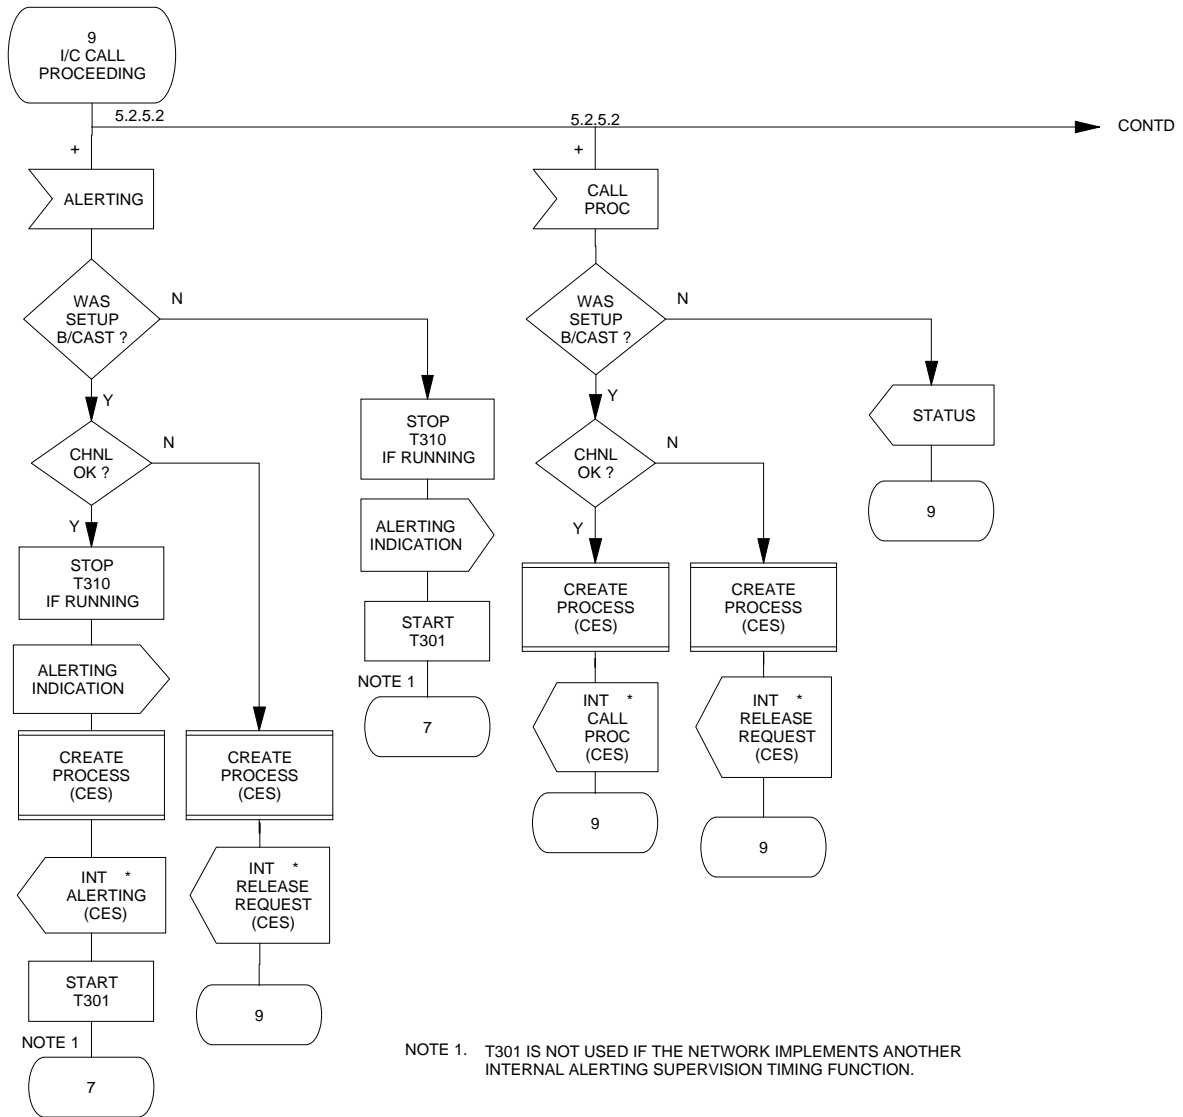 9
I/C CALL
PROCEEDING
5.2.5.2
5.2.5.2
CONTD
+
+
ALERTING
CALL
PROC
WAS
SETUP
B/CAST ?
N
WAS
SETUP
B/CAST ?
N
Y
Y
STOP
T310
IF RUNNING
STATUS
CHNL
OK ?
N
CHNL
OK ?
N
9
Y
ALERTING
INDICATION
Y
STOP
T310
IF RUNNING
CREATE
PROCESS
(CES)
CREATE
PROCESS
(CES)
START
T301
NOTE 1
7
ALERTING
INDICATION
INT *
CALL
PROC
(CES)
INT *
RELEASE
REQUEST
(CES)
CREATE
PROCESS
(CES)
CREATE
PROCESS
(CES)
9
9
INT *
ALERTING
(CES)
INT *
RELEASE
REQUEST
(CES)
START
T301
9
NOTE 1
7
NOTE 1. T301 IS NOT USED IF THE NETWORK IMPLEMENTS ANOTHER
INTERNAL ALERTING SUPERVISION TIMING FUNCTION.